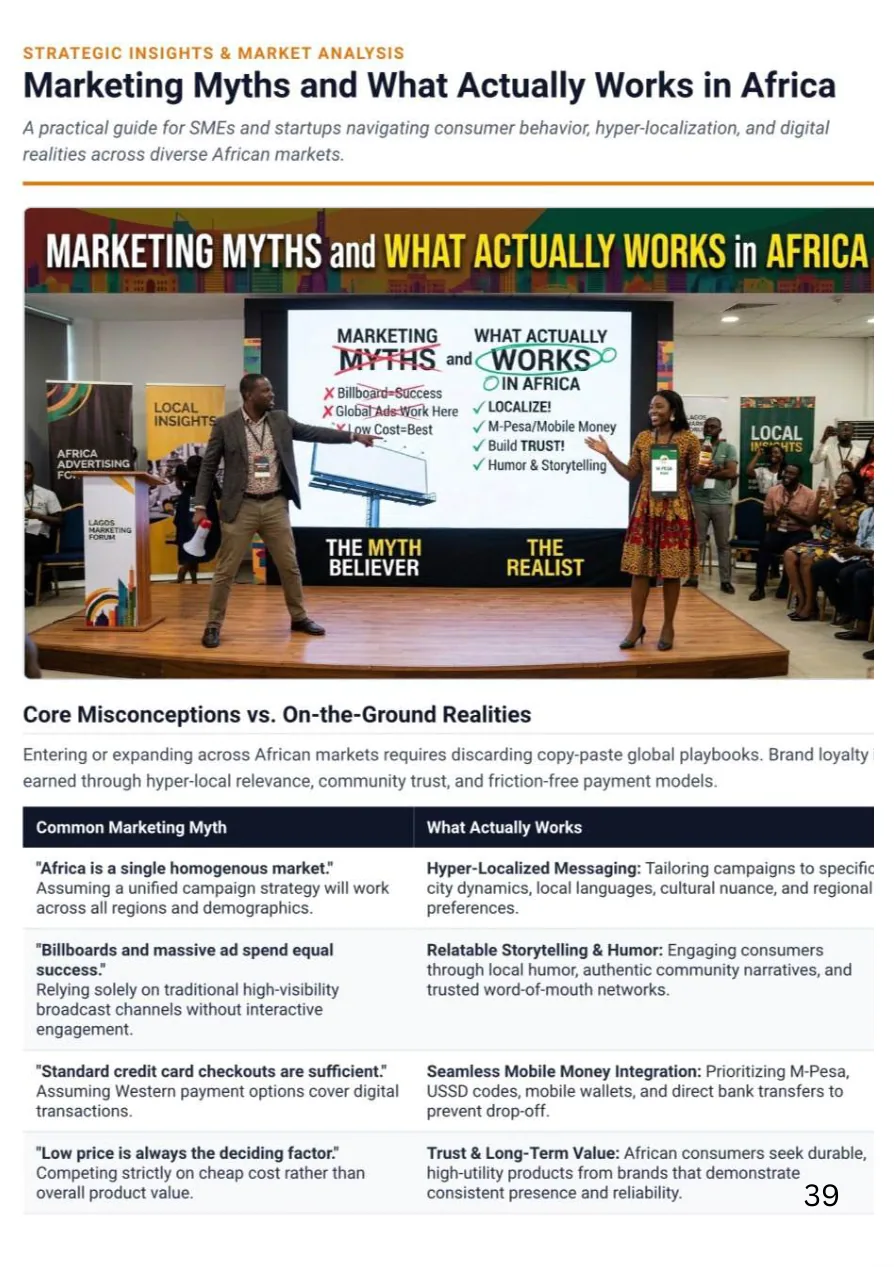 STRATEGIC INSIGHTS & MARKET ANALYSIS
Marketing Myths and What Actually Works in Africa
A practical guide for SMEs and startups navigating consumer behavior, hyper-localization, and digital
realities across diverse African markets.
MARKETING MYTHS and WHAT ACTUALLY WORKS in AFRICA
MARKETING
MYTHS and
✗ Billboard=Success
✗ Global Ads Work Here
✗ Low Cost=Best
WHAT ACTUALLY
WORKS
IN AFRICA
✓ LOCALIZE!
✓ M-Pesa/Mobile Money
✓ Build TRUST!
✓ Humor & Storytelling
AFRICA
ADVERTISING
LOCAL
INSIGHTS
LAGOS
MARKETING
FORUM
M-PESA
LOCAL
INSIGHTS
THE MYTH
BELIEVER
THE
REALIST
Core Misconceptions vs. On-the-Ground Realities
Entering or expanding across African markets requires discarding copy-paste global playbooks. Brand loyalty
earned through hyper-local relevance, community trust, and friction-free payment models.
Common Marketing Myth
What Actually Works
"Africa is a single homogenous market."
Assuming a unified campaign strategy will work
across all regions and demographics.
Hyper-Localized Messaging: Tailoring campaigns to specific
city dynamics, local languages, cultural nuance, and regional
preferences.
"Billboards and massive ad spend equal
success."
Relying solely on traditional high-visibility
broadcast channels without interactive
engagement.
Relatable Storytelling & Humor: Engaging consumers
through local humor, authentic community narratives, and
trusted word-of-mouth networks.
"Standard credit card checkouts are sufficient."
Assuming Western payment options cover digital
transactions.
Seamless Mobile Money Integration: Prioritizing M-Pesa,
USSD codes, mobile wallets, and direct bank transfers to
prevent drop-off.
"Low price is always the deciding factor."
Competing strictly on cheap cost rather than
overall product value.
Trust & Long-Term Value: African consumers seek durable,
high-utility products from brands that demonstrate
consistent presence and reliability.
39